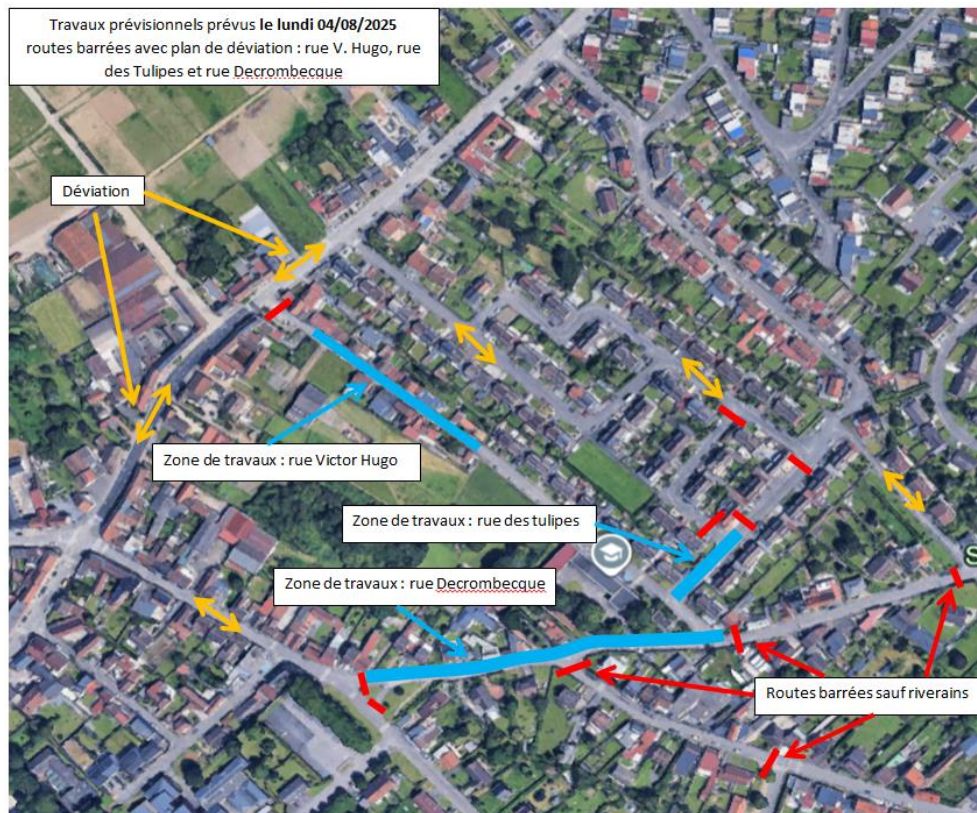 Travaux prévisionnels prévus le lundi 04/08/2025
routes barrées avec plan de déviation : rue V. Hugo, rue
des Tulipes et rue Decrombecque
Déviation
Zone de travaux : rue Victor Hugo
Zone de travaux : rue des tulipes
Zone de travaux : rue Decrombecque
Routes barrées sauf riverains
S